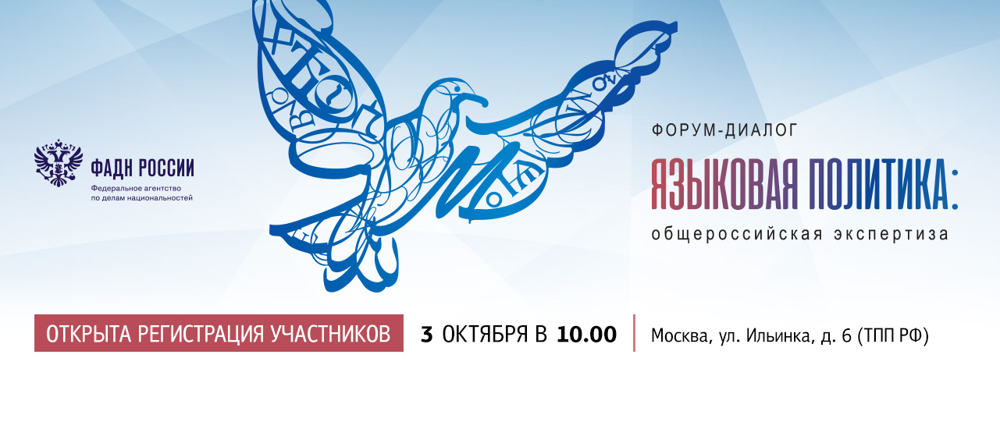 ФАДН РОССИИ
Федеральное агентство
по делам национальностей
ФОРУМ-ДИАЛОГ
ЯЗЫКОВАЯ ПОЛИТИКА:
общероссийская экспертиза
ОТКРЫТА РЕГИСТРАЦИЯ УЧАСТНИКОВ
3 ОКТЯБРЯ В 10.00
Москва, ул. Ильинка, д. 6 (ТПП РФ)